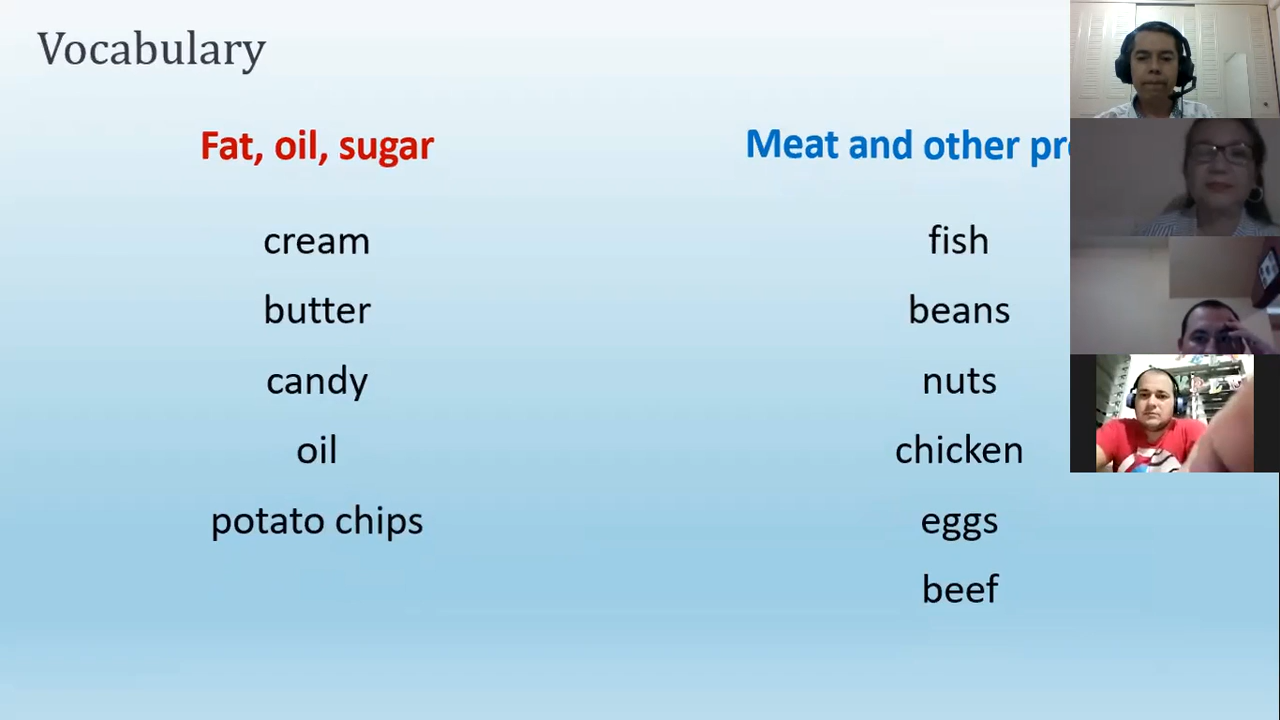 Vocabulary
Fat, oil, sugar
cream
butter
candy
oil
potato chips
Meat and other
fish
beans
nuts
chicken
eggs
beef